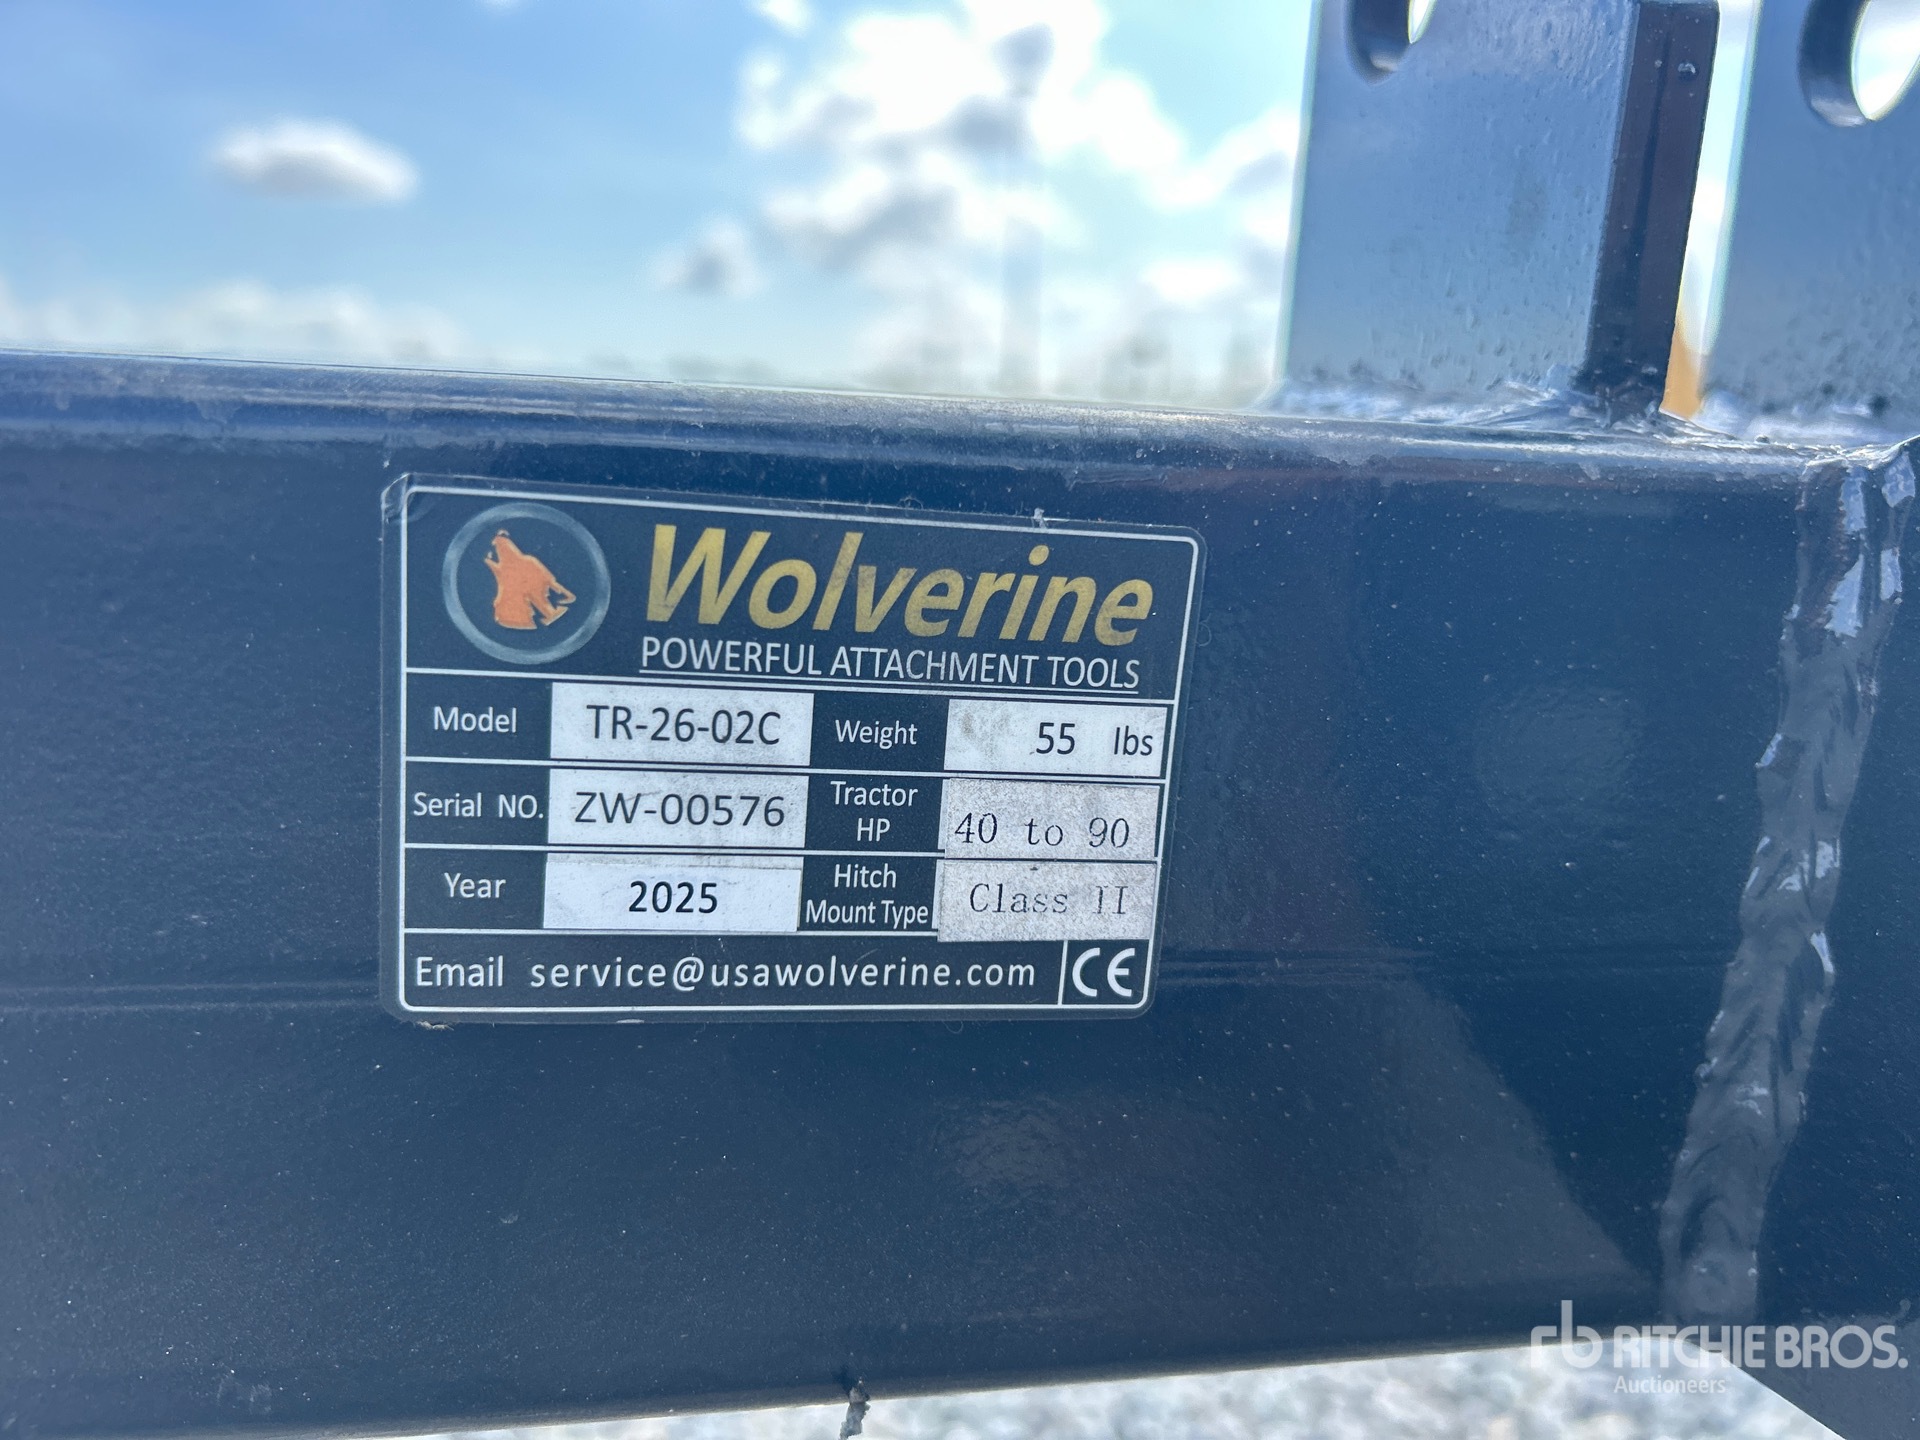 Wolverine
POWERFUL ATTACHMENT TOOLS
Model TR-26-02C Weight 55 lbs
Serial NO. ZW-00576 Tractor HP 40 to 90
Year 2025 Hitch Mount Type Class II
Email service@usawolverine.com CE
rb RITCHIE BROS.
Auctioneers